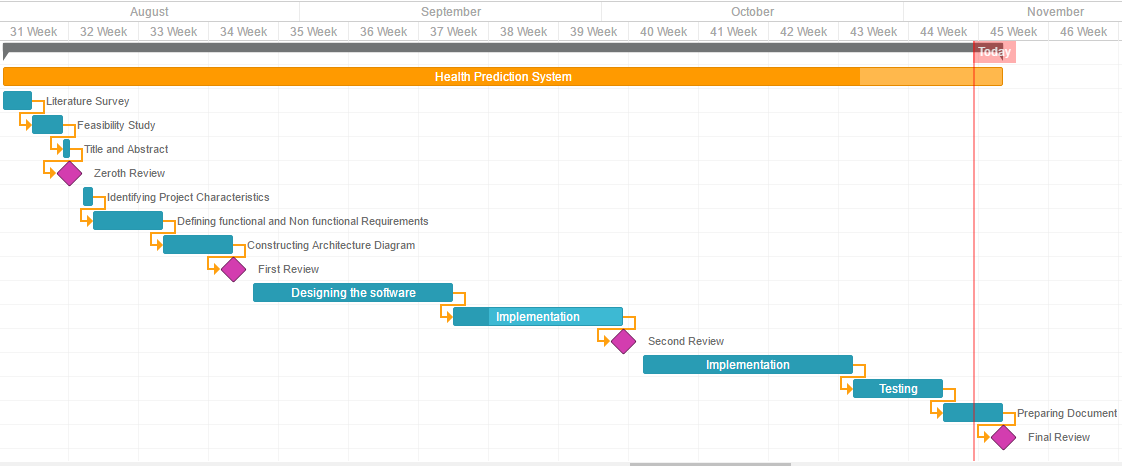 August September October November
31 Week 32 Week 33 Week 34 Week 35 Week 36 Week 37 Week 38 Week 39 Week 40 Week 41 Week 42 Week 43 Week 44 Week 45 Week 46 Week
Today
Health Prediction System
Literature Survey
Feasibility Study
Title and Abstract
Zeroth Review
Identifying Project Characteristics
Defining functional and Non functional Requirements
Constructing Architecture Diagram
First Review
Designing the software
Implementation
Second Review
Implementation
Testing
Preparing Document
Final Review